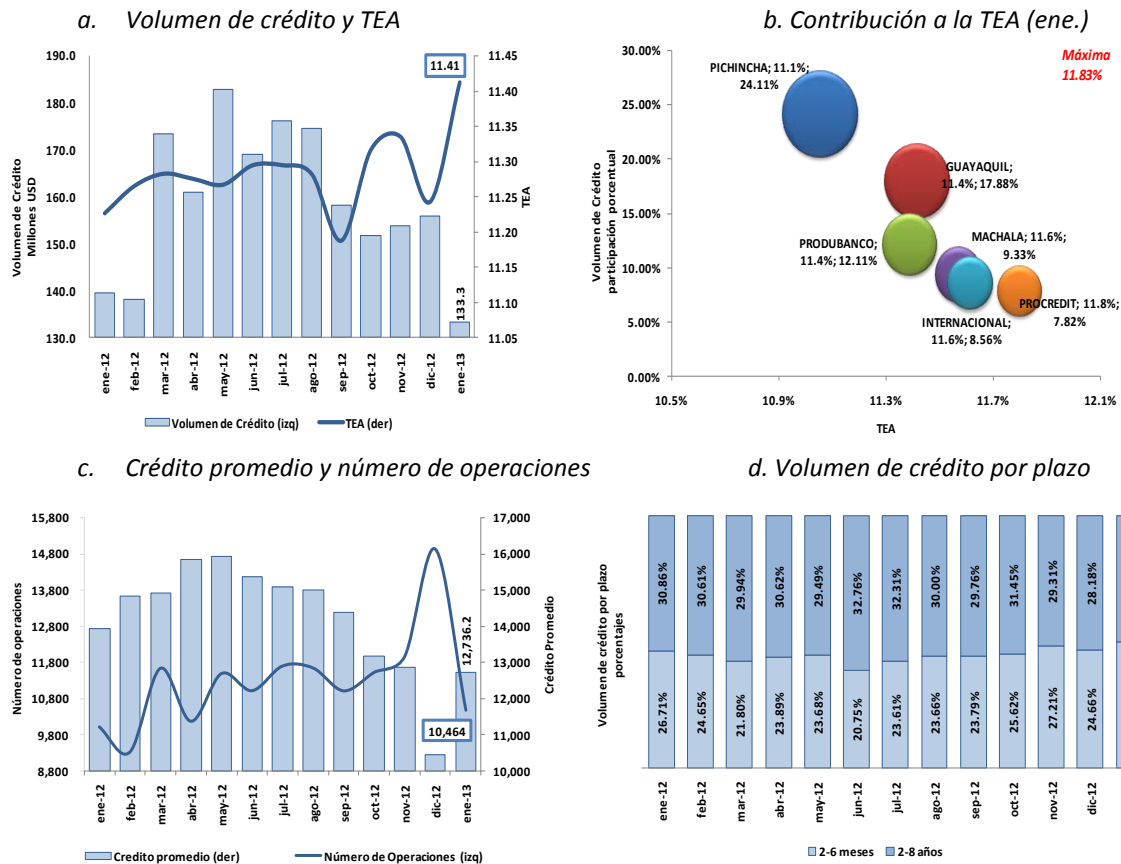 a. Volumen de crédito y TEA
190.0
180.0
170.0
160.0
150.0
140.0
130.0
Volumen de Crédito
Millones USD
11.45
11.40
11.35
11.30
11.25
11.20
11.15
11.10
11.05
TEA
11.41
133.3
ene-12
feb-12
mar-12
abr-12
may-12
jun-12
jul-12
ago-12
sep-12
oct-12
nov-12
dic-12
ene-13
Volumen de Crédito (izq)
TEA (der)
b. Contribución a la TEA (ene.)
30.00%
25.00%
20.00%
15.00%
10.00%
5.00%
0.00%
Volumen de Crédito
participación porcentual
Máxima
11.83%
PICHINCHA; 11.1%;
24.11%
GUAYAQUIL;
11.4%; 17.88%
PRODUBANCO;
11.4%; 12.11%
MACHALA; 11.6%;
9.33%
PROCREDIT; 11.8%;
7.82%
INTERNACIONAL;
11.6%; 8.56%
10.5%
10.9%
11.3%
11.7%
12.1%
TEA
c. Crédito promedio y número de operaciones
15,800
14,800
13,800
12,800
11,800
10,800
9,800
8,800
Número de operaciones
17,000
16,000
15,000
14,000
13,000
12,000
11,000
10,000
Crédito Promedio
12,736.2
10,464
ene-12
feb-12
mar-12
abr-12
may-12
jun-12
jul-12
ago-12
sep-12
oct-12
nov-12
dic-12
ene-13
Credito promedio (der)
Número de Operaciones (izq)
d. Volumen de crédito por plazo
Volumen de crédito por plazo
porcentajes
30.86%
30.61%
29.94%
30.62%
29.49%
32.76%
32.31%
30.00%
29.76%
31.45%
29.31%
28.18%
26.71%
24.65%
21.80%
23.89%
23.68%
20.75%
23.61%
23.66%
23.79%
25.62%
27.21%
24.66%
ene-12
feb-12
mar-12
abr-12
may-12
jun-12
jul-12
ago-12
sep-12
oct-12
nov-12
dic-12
2-6 meses
2-8 años